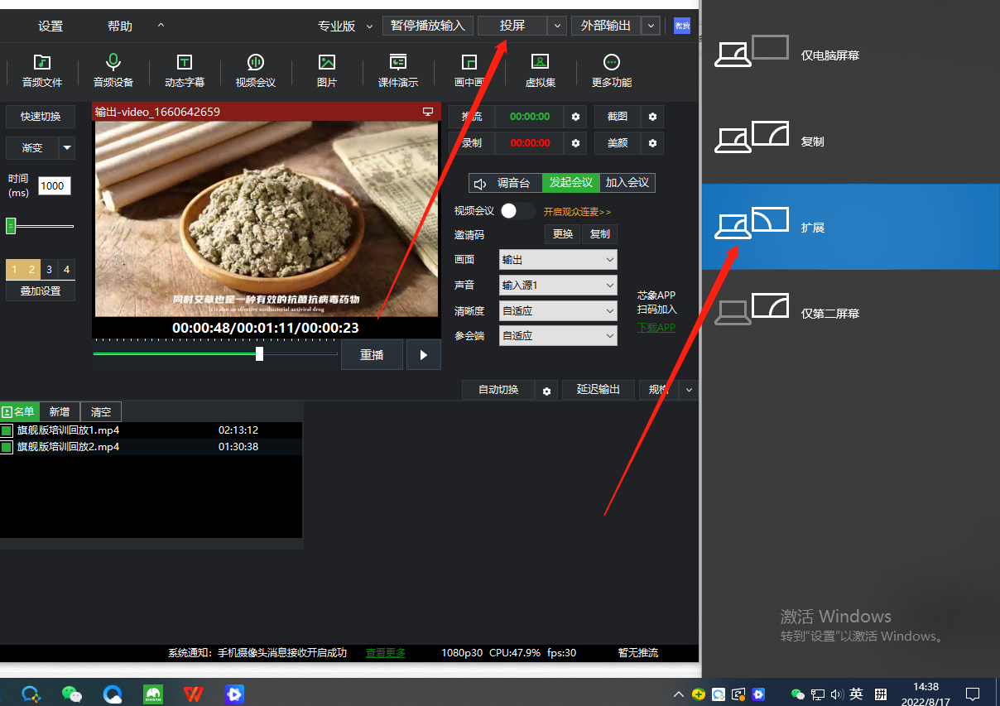 设置 帮助 专业版 暂停播放输入 投屏 外部输出
音频文件 音频设备 动态字幕 视频会议 图片 课件演示 画中画 虚拟集 更多功能
快速切换
渐变
时间
(ms) 1000
1 2 3 4
叠加设置
输出-video_1660642659
同时艾草也是一种有效的抗菌抗病毒药物
It is also an effective antibacterial antiviral drug
00:00:48/00:01:11/00:00:23
重播
推流 00:00:00 截图
录制 00:00:00 美颜
调音台 发起会议 加入会议
视频会议 开启观众连麦>>
邀请码 更换 复制
画面 输出
声音 输入源1
清晰度 自适应
参会端 自适应
芯象APP
扫码加入
下载APP
自动切换 延迟输出 规格
名单 新增 清空
旗舰版培训回放1.mp4 02:13:12
旗舰版培训回放2.mp4 01:30:38
系统通知: 手机摄像头消息接收开启成功 查看更多 1080p30 CPU:47.9% fps:30 暂无推流
仅电脑屏幕
复制
扩展
仅第二屏幕
激活 Windows
转到"设置"以激活 Windows。
英 拼 14:38
2022/8/17